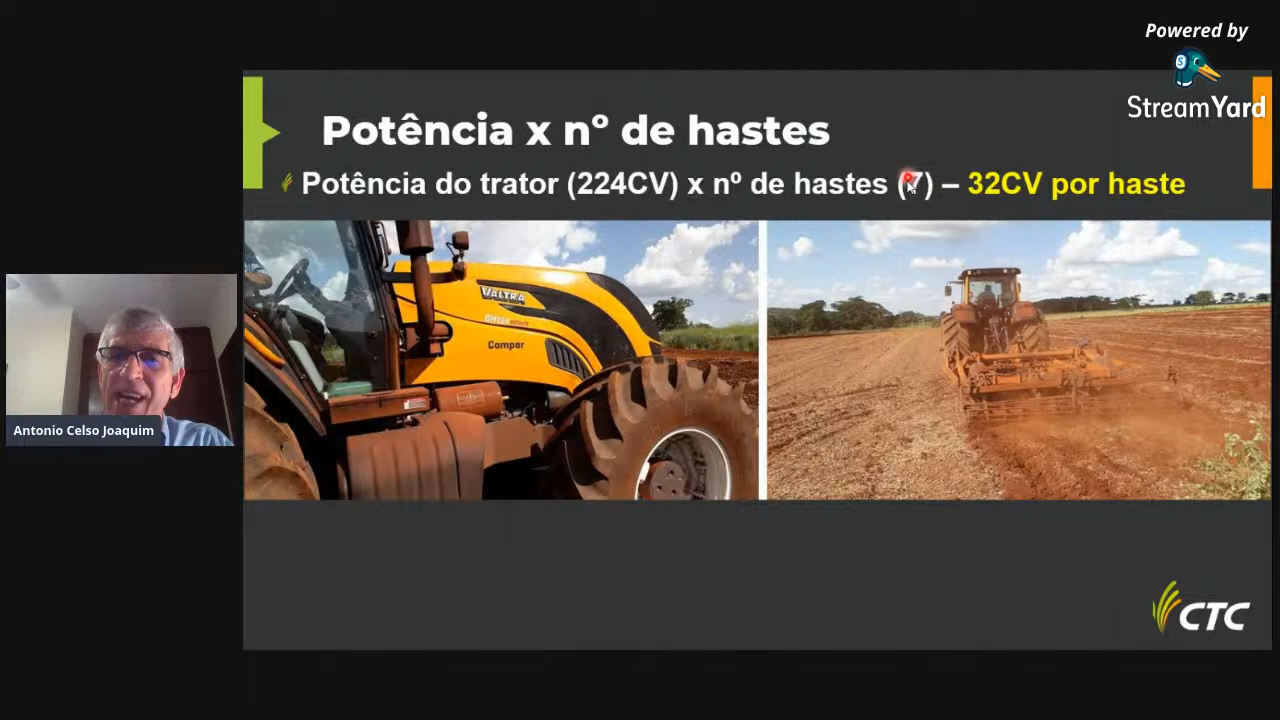 Powered by
StreamYard
Potência x nº de hastes
Potência do trator (224CV) x nº de hastes (7) – 32CV por haste
VALTRA
Comper
Antonio Celso Joaquim
CTC